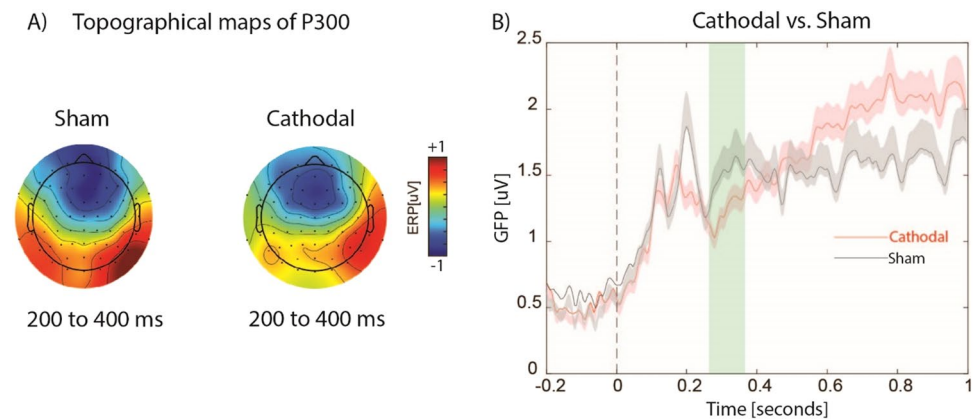 A) Topographical maps of P300
Sham
Cathodal
+1
ERP[uV]
-1
200 to 400 ms
200 to 400 ms
B) Cathodal vs. Sham
2.5
2
1.5
1
0.5
0
GFP [uV]
Cathodal
Sham
-0.2
0
0.2
0.4
0.6
0.8
1
Time [seconds]